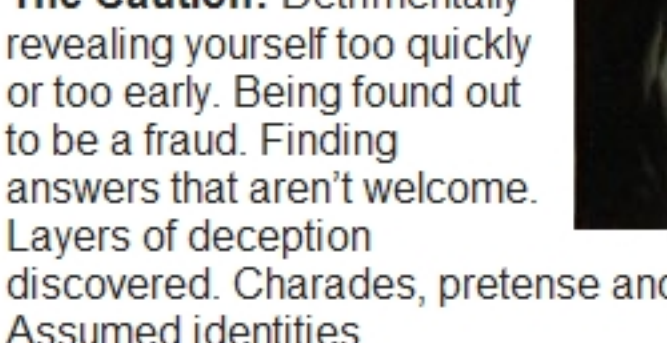 The Caution: Detrimentally
revealing yourself too quickly
or too early. Being found out
to be a fraud. Finding
answers that aren't welcome.
Layers of deception
discovered. Charades, pretense and
Assumed identities